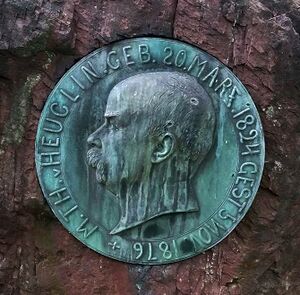 M. TH. v HEUGLIN. GEB. 20. MÄRZ 1824 GEST. 5 NOV. 1876 +